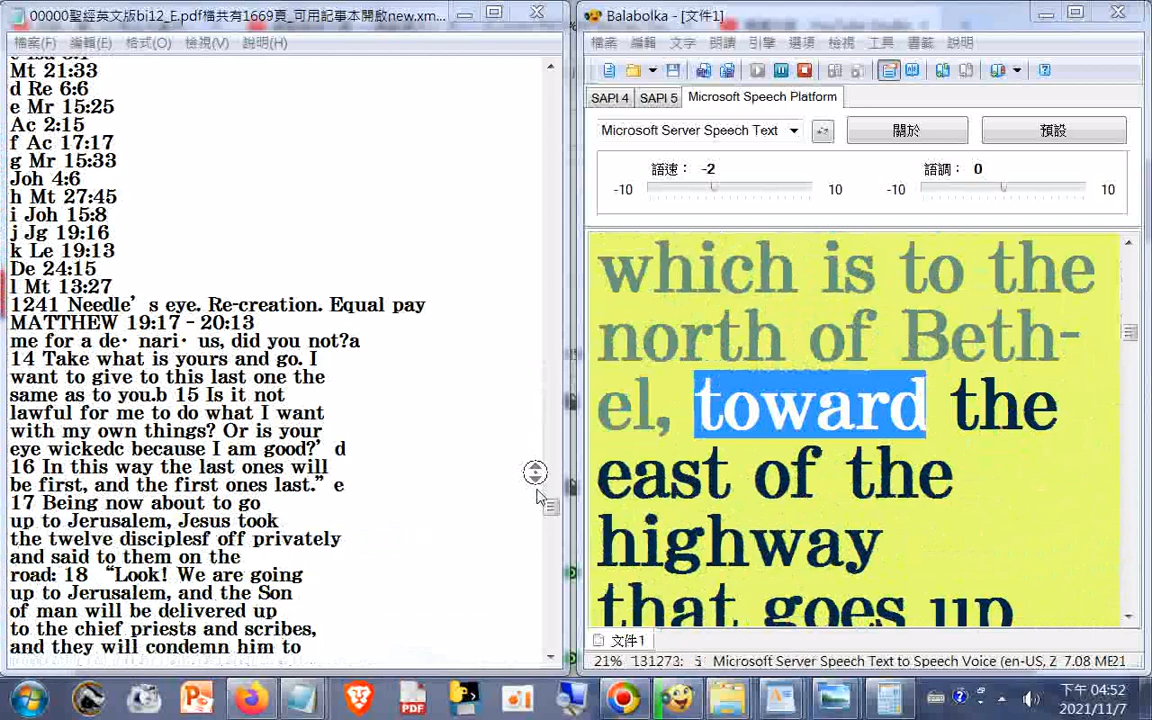 00000聖經英文版bi12_E.pdf檔共有1669頁_可用記事本開啟new.xm...
檔案(F) 編輯(E) 格式(O) 檢視(V) 說明(H)
Mt 21:33
d Re 6:6
e Mr 15:25
Ac 2:15
f Ac 17:17
g Mr 15:33
Joh 4:6
h Mt 27:45
i Joh 15:8
j Jg 19:16
k Le 19:13
De 24:15
l Mt 13:27
1241 Needle’s eye. Re-creation. Equal pay
MATTHEW 19:17–20:13
me for a de·nari·us, did you not?a
14 Take what is yours and go. I
want to give to this last one the
same as to you.b 15 Is it not
lawful for me to do what I want
with my own things? Or is your
eye wickedc because I am good?’ d
16 In this way the last ones will
be first, and the first ones last.” e
17 Being now about to go
up to Jerusalem, Jesus took
the twelve disciplesf off privately
and said to them on the
road: 18 “Look! We are going
up to Jerusalem, and the Son
of man will be delivered up
to the chief priests and scribes,
and they will condemn him to
Balabolka - [文件1]
檔案 編輯 文字 朗讀 引擎 選項 檢視 工具 書籤 說明
SAPI 4 SAPI 5 Microsoft Speech Platform
Microsoft Server Speech Text 關於 預設
語速： -2 語調： 0
-10 10 -10 10
which is to the
north of Beth-
el, toward the
east of the
highway
that goes up
文件1
21% 131273: Microsoft Server Speech Text to Speech Voice (en-US, Z 7.08 ME21
PDF
下午 04:52
2021/11/7